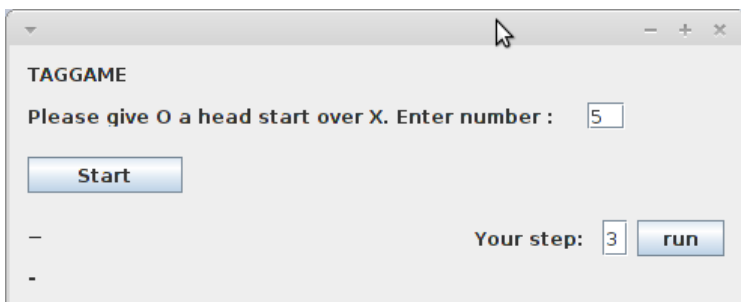 TAGGAME
Please give O a head start over X. Enter number : 5
Start
– Your step: 3 run
-